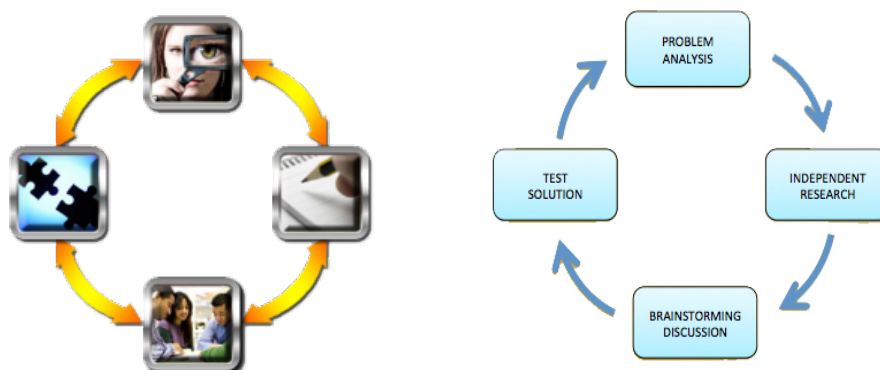 PROBLEM
ANALYSIS
TEST
SOLUTION
INDEPENDENT
RESEARCH
BRAINSTORMING
DISCUSSION